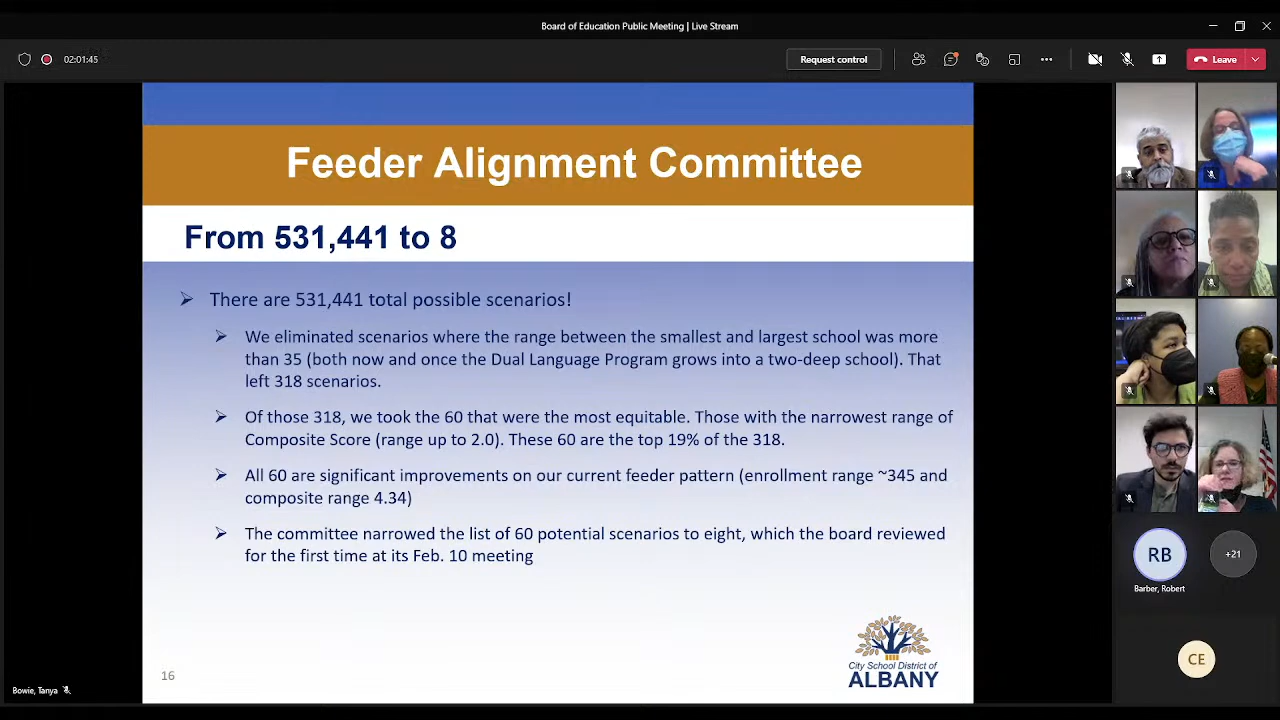 Board of Education Public Meeting | Live Stream
02:01:45
Request control
Leave
Feeder Alignment Committee
From 531,441 to 8
There are 531,441 total possible scenarios!
We eliminated scenarios where the range between the smallest and largest school was more
than 35 (both now and once the Dual Language Program grows into a two-deep school). That
left 318 scenarios.
Of those 318, we took the 60 that were the most equitable. Those with the narrowest range of
Composite Score (range up to 2.0). These 60 are the top 19% of the 318.
All 60 are significant improvements on our current feeder pattern (enrollment range ~345 and
composite range 4.34)
The committee narrowed the list of 60 potential scenarios to eight, which the board reviewed
for the first time at its Feb. 10 meeting
16
City School District of
ALBANY
RB
+21
Barber, Robert
CE
Bowie, Tanya